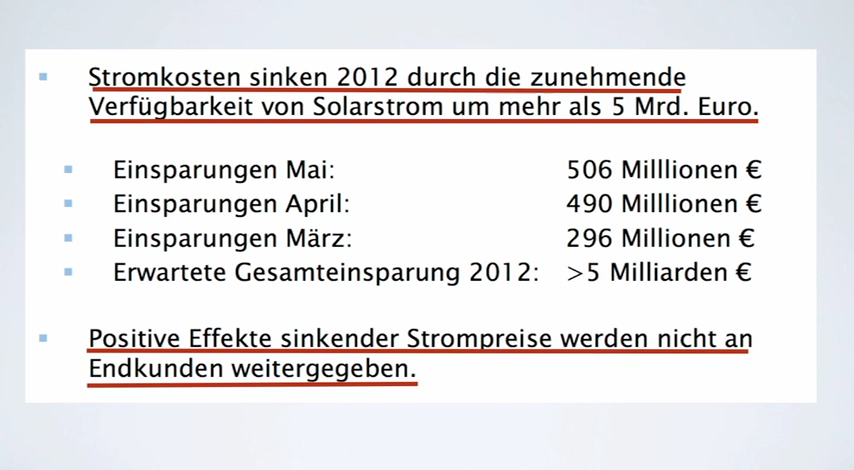 Stromkosten sinken 2012 durch die zunehmende
Verfügbarkeit von Solarstrom um mehr als 5 Mrd. Euro.
Einsparungen Mai: 506 Milllionen €
Einsparungen April: 490 Milllionen €
Einsparungen März: 296 Millionen €
Erwartete Gesamteinsparung 2012: >5 Milliarden €
Positive Effekte sinkender Strompreise werden nicht an
Endkunden weitergegeben.